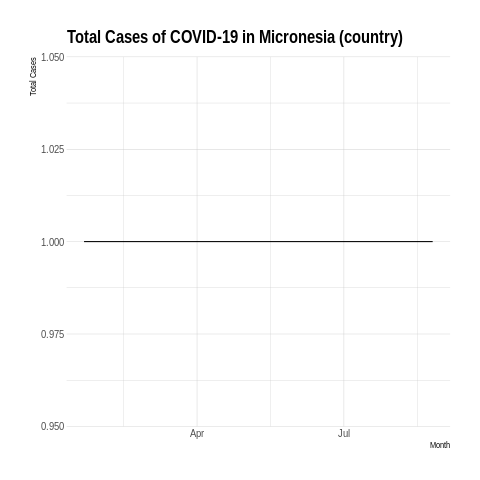 Total Cases of COVID-19 in Micronesia (country)
Total Cases
1.050
1.025
1.000
0.975
0.950
Apr
Jul
Month